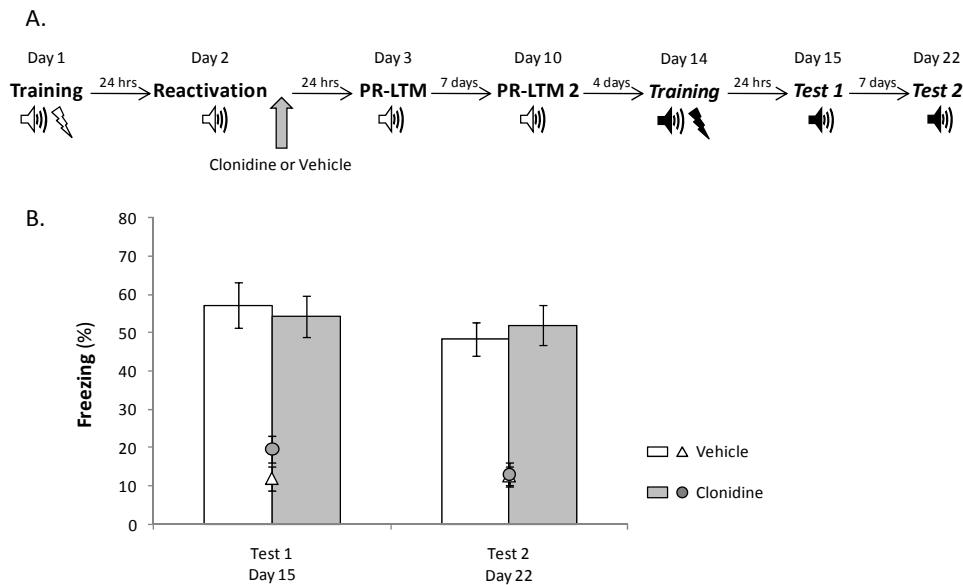 A.
Day 1 Day 2 Day 3 Day 10 Day 14 Day 15 Day 22
Training 24 hrs Reactivation 24 hrs PR-LTM 7 days PR-LTM 2 4 days Training 24 hrs Test 1 7 days Test 2
Clonidine or Vehicle
B.
80
70
60
50
40
30
20
10
0
Freezing (%)
Vehicle
Clonidine
Test 1 Test 2
Day 15 Day 22